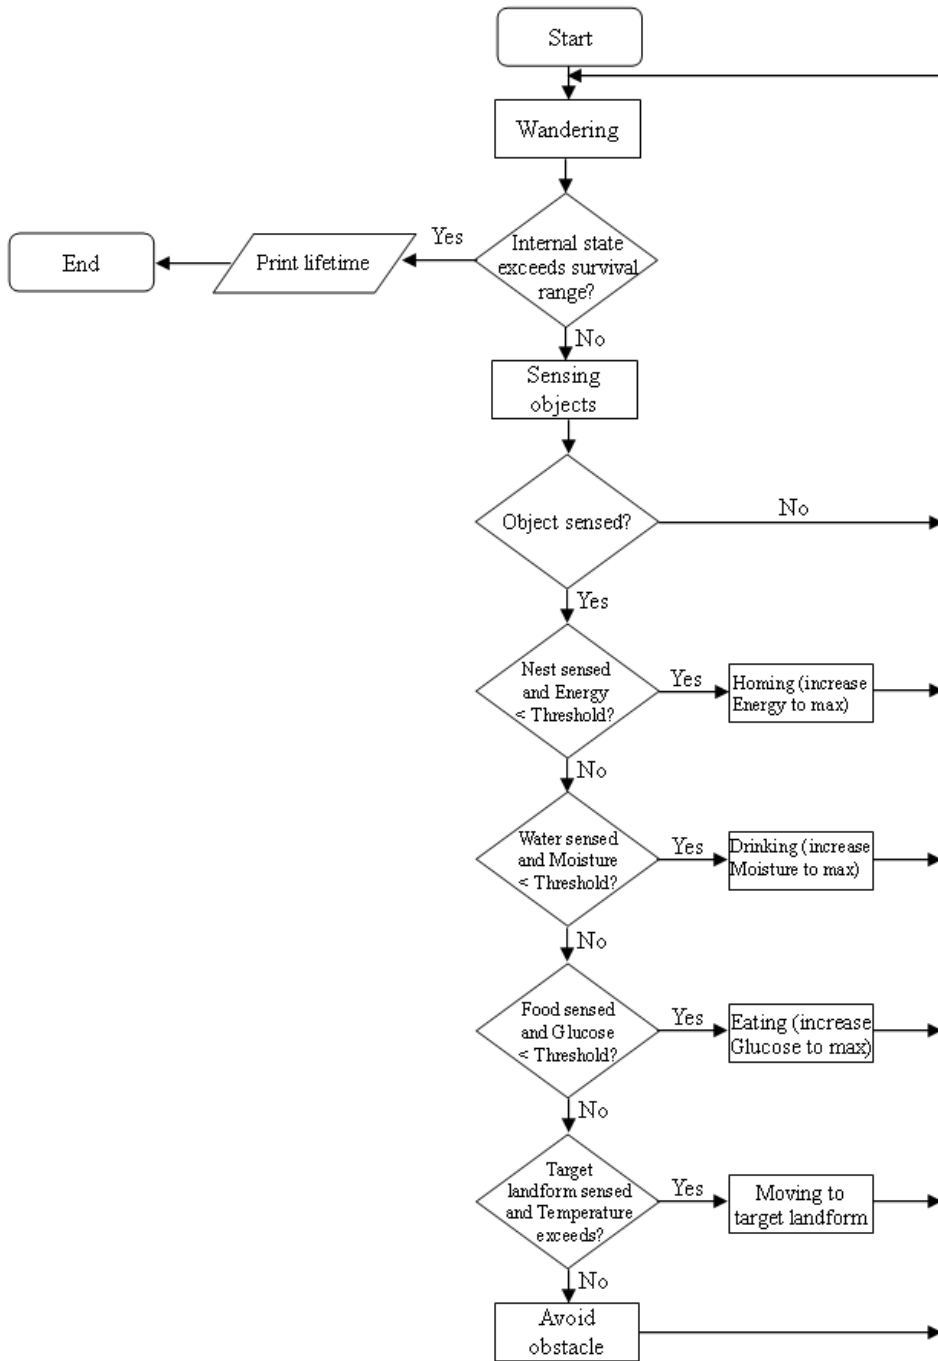 Start
Wandering
Internal state
exceeds survival
range?
Yes
Print lifetime
End
No
Sensing
objects
Object sensed?
No
Yes
Nest sensed
and Energy
< Threshold?
Yes
Homing (increase
Energy to max)
No
Water sensed
and Moisture
< Threshold?
Yes
Drinking (increase
Moisture to max)
No
Food sensed
and Glucose
< Threshold?
Yes
Eating (increase
Glucose to max)
No
Target
landform sensed
and Temperature
exceeds?
Yes
Moving to
target landform
No
Avoid
obstacle